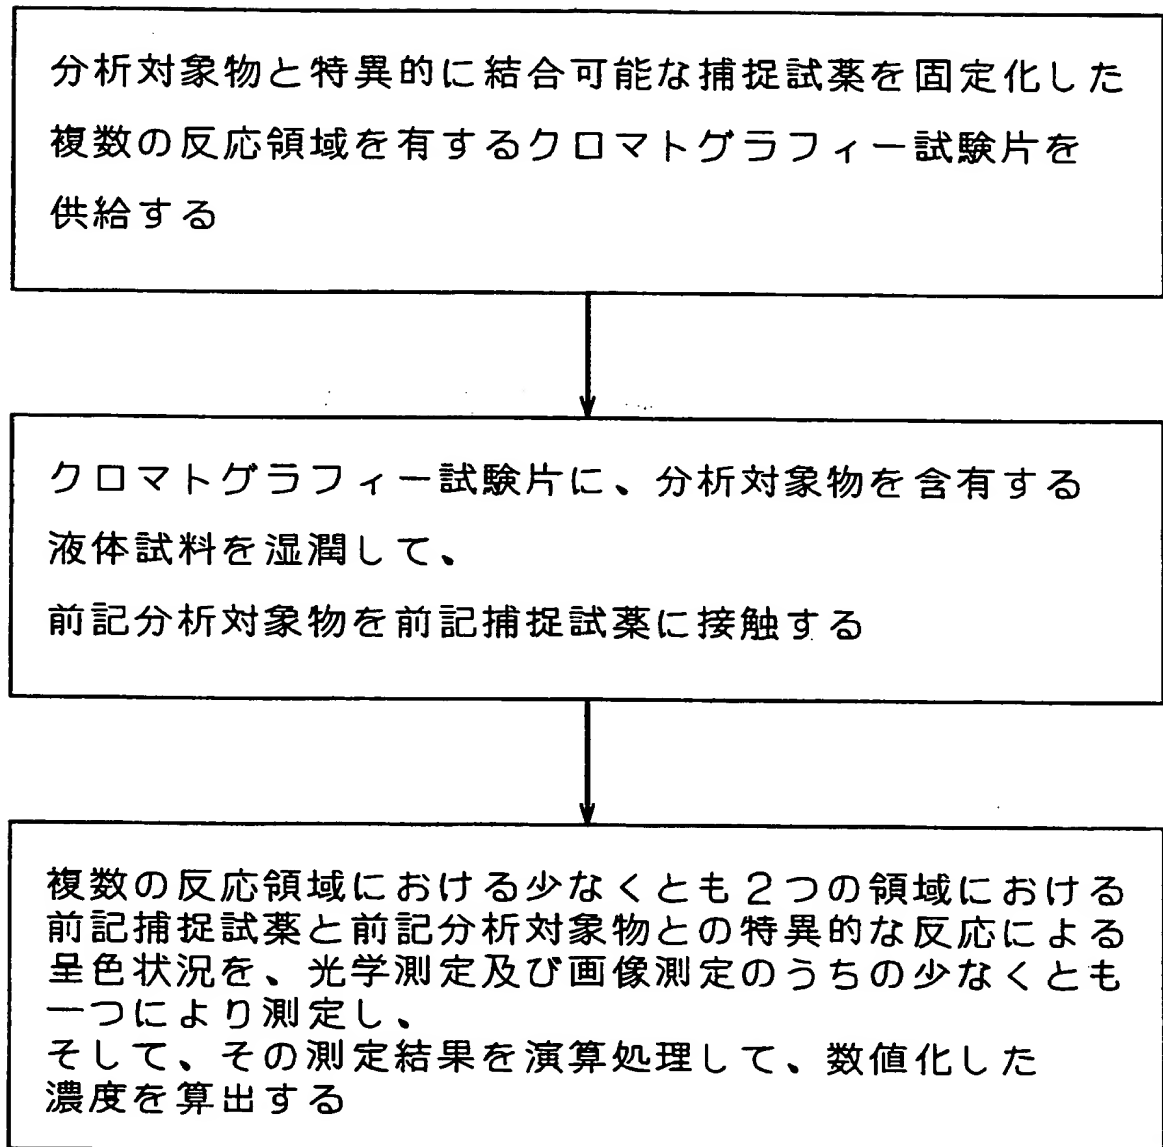 分析対象物と特異的に結合可能な捕捉試薬を固定化した
複数の反応領域を有するクロマトグラフィー試験片を
供給する
クロマトグラフィー試験片に、分析対象物を含有する
液体試料を湿潤して、
前記分析対象物を前記捕捉試薬に接触する
複数の反応領域における少なくとも2つの領域における
前記捕捉試薬と前記分析対象物との特異的な反応による
呈色状況を、光学測定及び画像測定のうちの少なくとも
一つにより測定し、
そして、その測定結果を演算処理して、数値化した
濃度を算出する